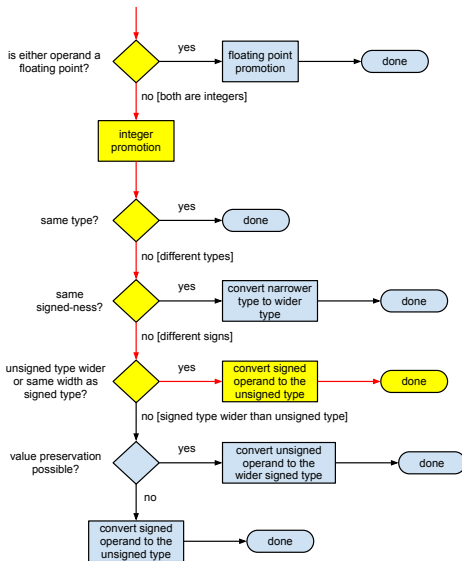 is either operand a
floating point?
yes
floating point
promotion
done
no [both are integers]
integer
promotion
same type?
yes
done
no [different types]
same
signed-ness?
yes
convert narrower
type to wider
type
done
no [different signs]
unsigned type wider
or same width as
signed type?
yes
convert signed
operand to the
unsigned type
done
no [signed type wider than unsigned type]
value preservation
possible?
yes
convert unsigned
operand to the
wider signed type
done
no
convert signed
operand to the
unsigned type
done